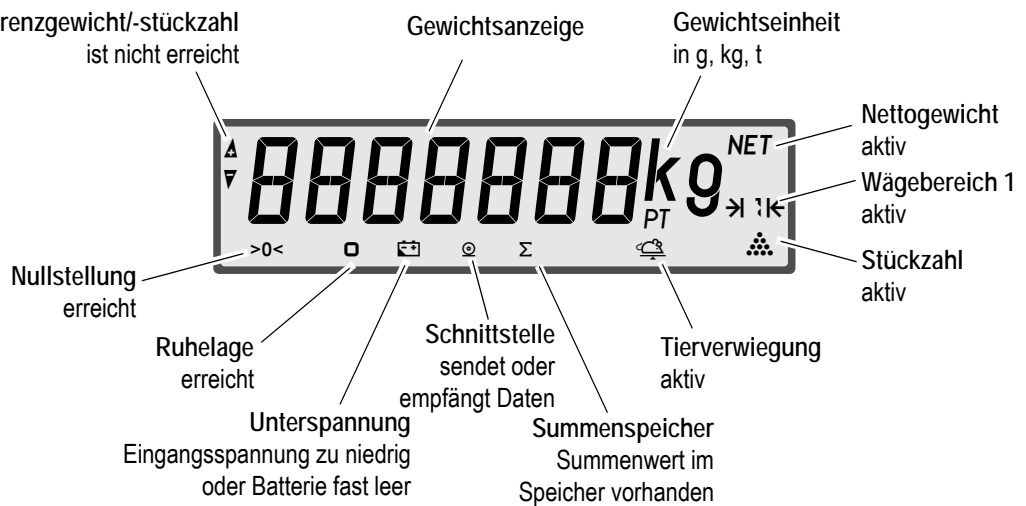 renzgewicht/-stückzahl
ist nicht erreicht
Gewichtsanzeige
Gewichtseinheit
in g, kg, t
Nettogewicht
aktiv
Wägebereich 1
aktiv
Stückzahl
aktiv
8888888 kg
NET
PT
1
>0<
Σ
Nullstellung
erreicht
Ruhelage
erreicht
Unterspannung
Eingangsspannung zu niedrig
oder Batterie fast leer
Schnittstelle
sendet oder
empfängt Daten
Summenspeicher
Summenwert im
Speicher vorhanden
Tierverwiegung
aktiv